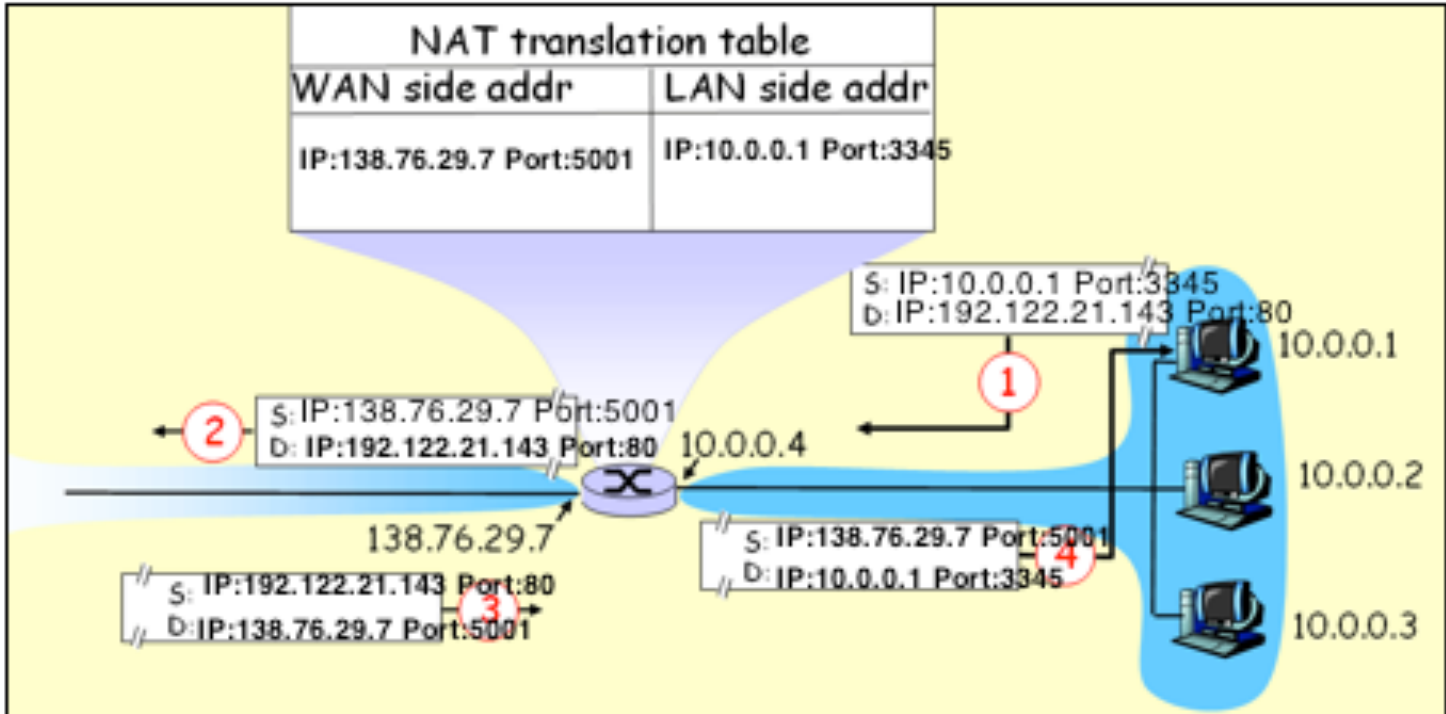 NAT translation table
WAN side addr
LAN side addr
IP:138.76.29.7 Port:5001
IP:10.0.0.1 Port:3345
S: IP:10.0.0.1 Port:3345
D: IP:192.122.21.143 Port:80
10.0.0.1
1
2
S: IP:138.76.29.7 Port:5001
D: IP:192.122.21.143 Port:80
10.0.0.4
10.0.0.2
138.76.29.7
S: IP:138.76.29.7 Port:5001
D: IP:10.0.0.1 Port:3345
4
S: IP:192.122.21.143 Port:80
D: IP:138.76.29.7 Port:5001
3
10.0.0.3